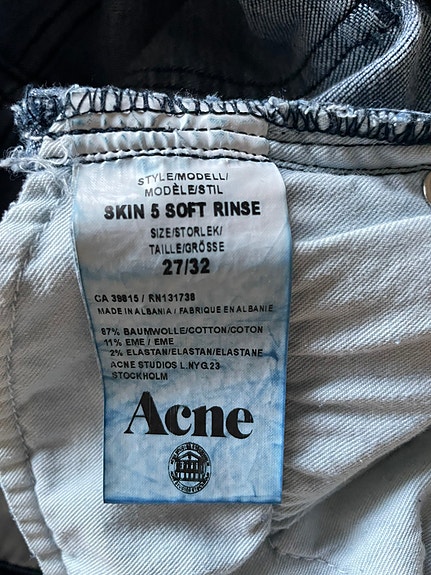 STYLE/MODELL/
MODÈLE/STIL
SKIN 5 SOFT RINSE
SIZE/STORLEK/
TAILLE/GRÖSSE
27/32
CA 39815 / RN131738
MADE IN ALBANIA / FABRIQUE EN ALBANIE
87% BAUMWOLLE/COTTON/COTON
11% EME / EME
2% ELASTAN/ELASTAN/ELASTANE
ACNE STUDIOS L.NYG.23
STOCKHOLM
Acne